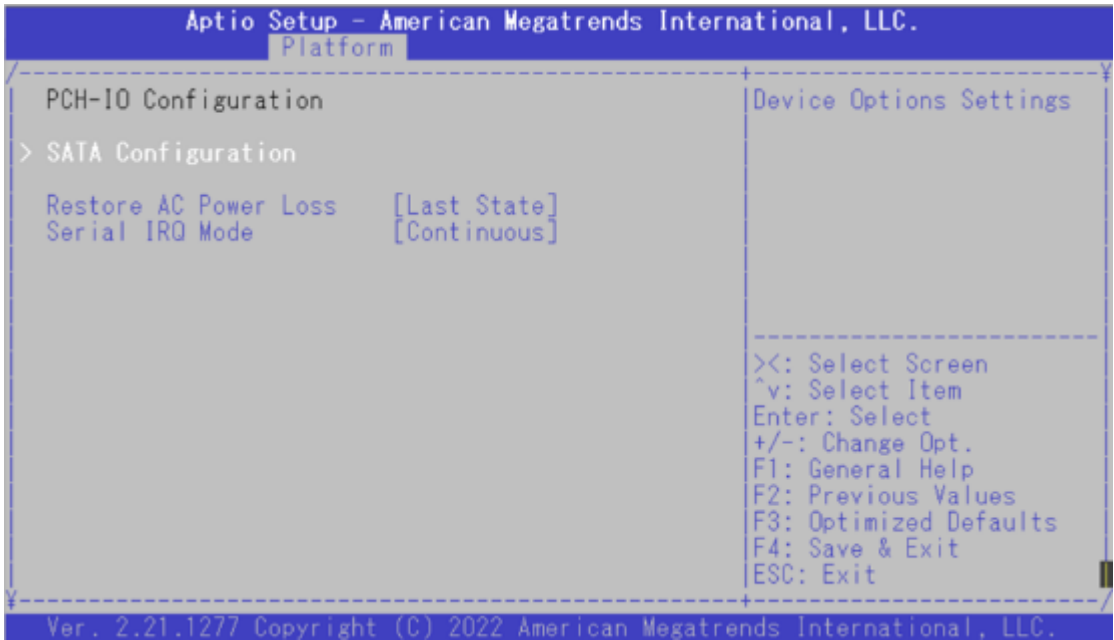 Aptio Setup - American Megatrends International, LLC.
Platform
PCH-IO Configuration
> SATA Configuration
Restore AC Power Loss [Last State]
Serial IRQ Mode [Continuous]
Device Options Settings
><: Select Screen
^v: Select Item
Enter: Select
+/-: Change Opt.
F1: General Help
F2: Previous Values
F3: Optimized Defaults
F4: Save & Exit
ESC: Exit
Ver. 2.21.1277 Copyright (C) 2022 American Megatrends International, LLC.